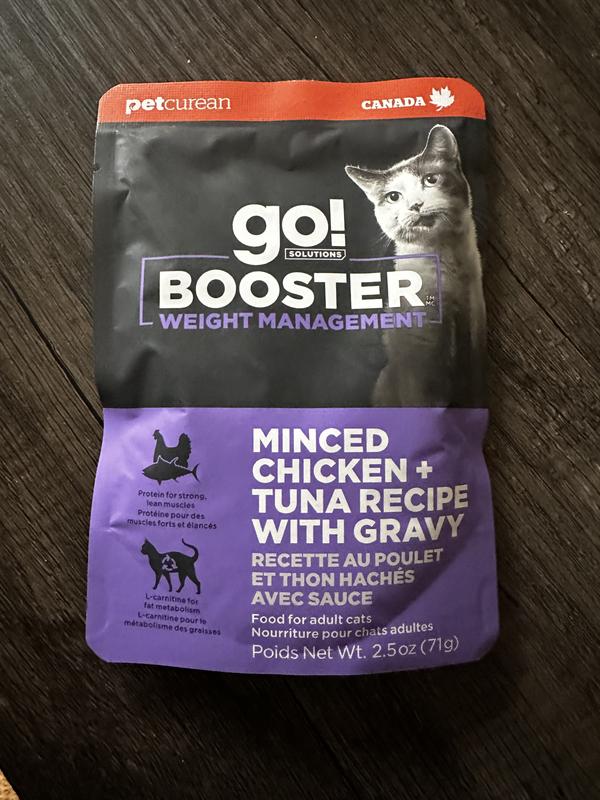 petcurean
CANADA
go!
SOLUTIONS
BOOSTER TM MC
WEIGHT MANAGEMENT
Protein for strong,
lean muscles
Protéine pour des
muscles forts et élancés
L-carnitine for
fat metabolism
L-carnitine pour le
métabolisme des graisses
MINCED
CHICKEN +
TUNA RECIPE
WITH GRAVY
RECETTE AU POULET
ET THON HACHÉS
AVEC SAUCE
Food for adult cats
Nourriture pour chats adultes
Poids Net Wt. 2.5oz (71g)